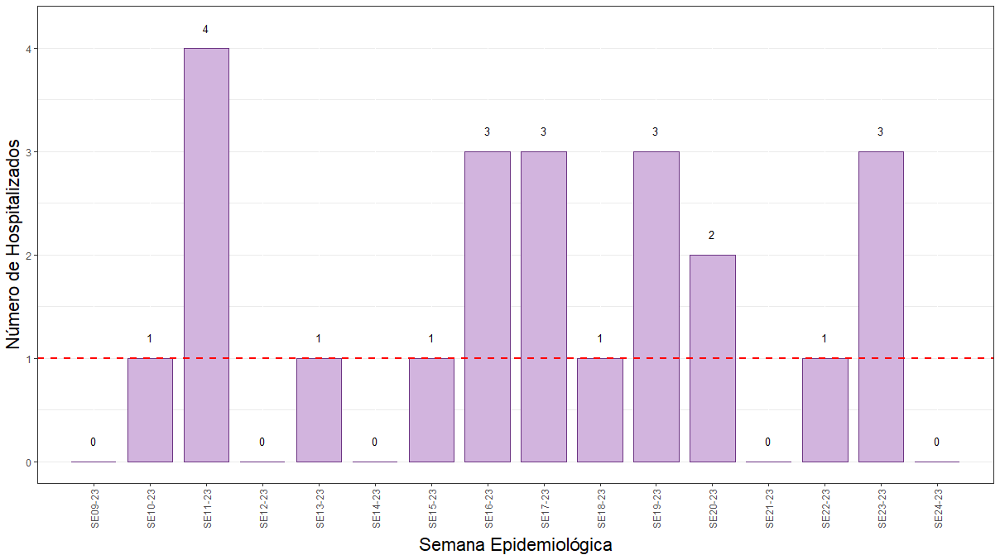 Número de Hospitalizados
4
3
2
1
0
0
1
4
0
1
0
1
3
3
1
3
2
0
1
3
0
SE09-23
SE10-23
SE11-23
SE12-23
SE13-23
SE14-23
SE15-23
SE16-23
SE17-23
SE18-23
SE19-23
SE20-23
SE21-23
SE22-23
SE23-23
SE24-23
Semana Epidemiológica